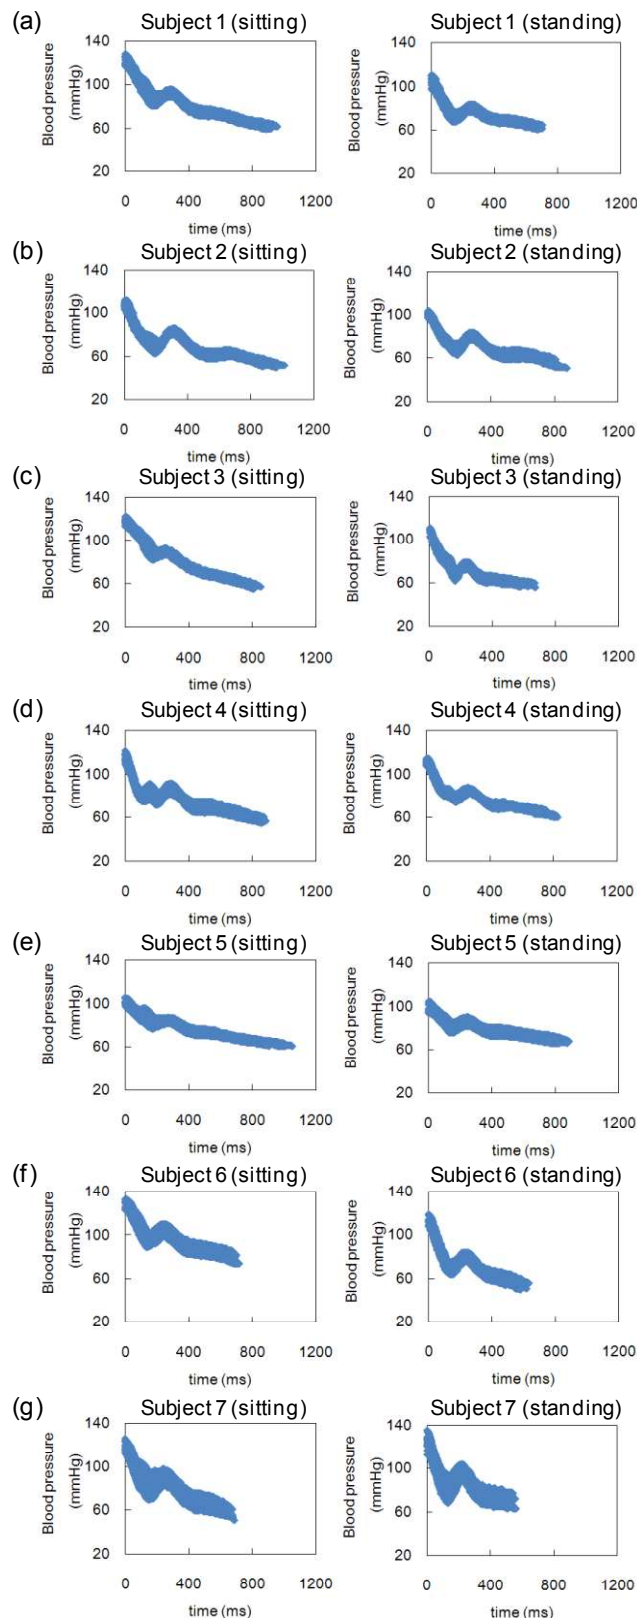 (a) Subject 1 (sitting) Subject 1 (standing)
Blood pressure (mmHg) 140 100 60 20 Blood pressure (mmHg) 140 100 60 20
0 400 800 1200 0 400 800 1200
time (ms) time (ms)
(b) Subject 2 (sitting) Subject 2 (standing)
Blood pressure (mmHg) 140 100 60 20 Blood pressure (mmHg) 140 100 60 20
0 400 800 1200 0 400 800 1200
time (ms) time (ms)
(c) Subject 3 (sitting) Subject 3 (standing)
Blood pressure (mmHg) 140 100 60 20 Blood pressure (mmHg) 140 100 60 20
0 400 800 1200 0 400 800 1200
time (ms) time (ms)
(d) Subject 4 (sitting) Subject 4 (standing)
Blood pressure (mmHg) 140 100 60 20 Blood pressure (mmHg) 140 100 60 20
0 400 800 1200 0 400 800 1200
time (ms) time (ms)
(e) Subject 5 (sitting) Subject 5 (standing)
Blood pressure (mmHg) 140 100 60 20 Blood pressure (mmHg) 140 100 60 20
0 400 800 1200 0 400 800 1200
time (ms) time (ms)
(f) Subject 6 (sitting) Subject 6 (standing)
Blood pressure (mmHg) 140 100 60 20 Blood pressure (mmHg) 140 100 60 20
0 400 800 1200 0 400 800 1200
time (ms) time (ms)
(g) Subject 7 (sitting) Subject 7 (standing)
Blood pressure (mmHg) 140 100 60 20 Blood pressure (mmHg) 140 100 60 20
0 400 800 1200 0 400 800 1200
time (ms) time (ms)